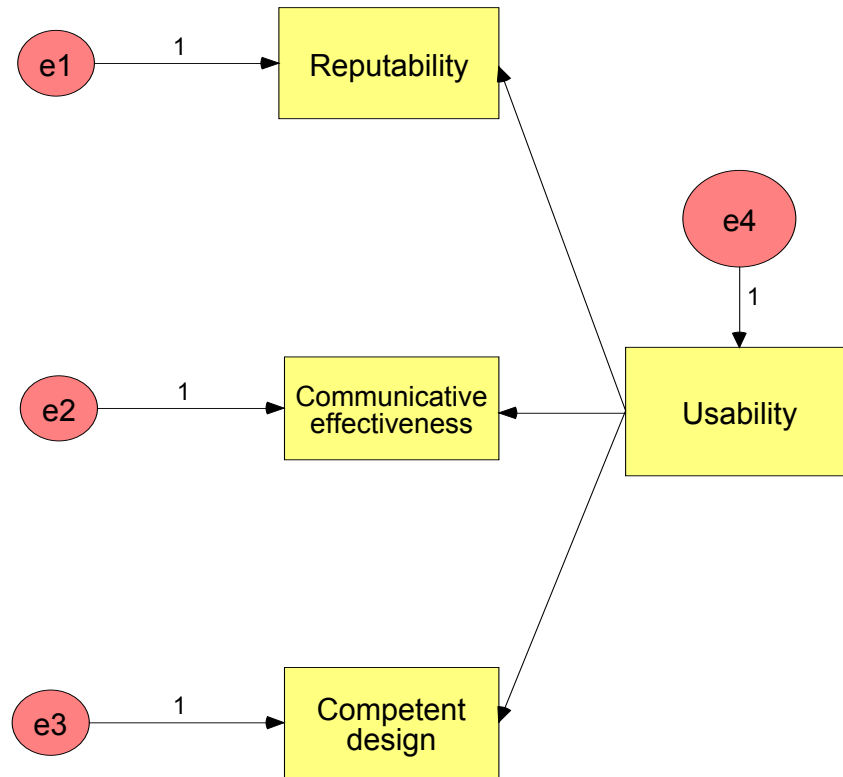 e1
1
Reputability
e4
1
e2
1
Communicative
effectiveness
Usability
e3
1
Competent
design